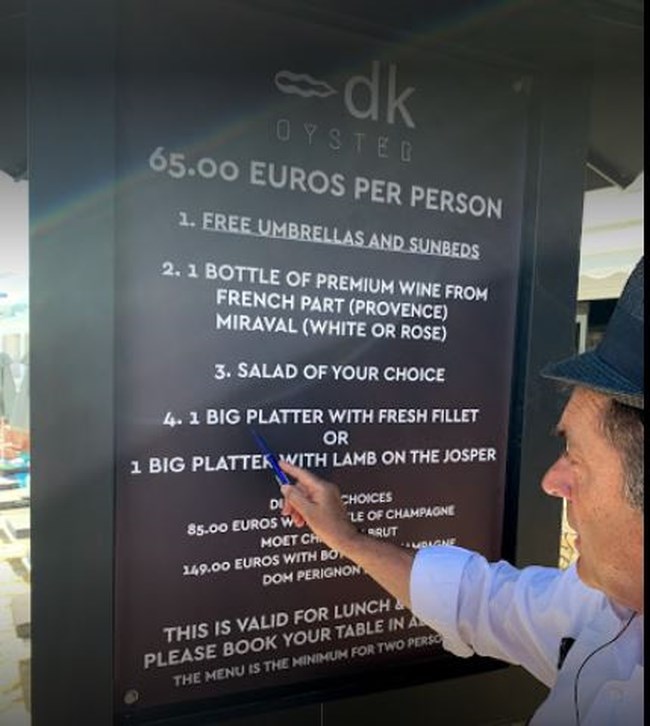 dk
OYSTER
65.00 EUROS PER PERSON
1. FREE UMBRELLAS AND SUNBEDS
2. 1 BOTTLE OF PREMIUM WINE FROM
FRENCH PART (PROVENCE)
MIRAVAL (WHITE OR ROSE)
3. SALAD OF YOUR CHOICE
4. 1 BIG PLATTER WITH FRESH FILLET
OR
1 BIG PLATTER WITH LAMB ON THE JOSPER
CHOICES
85.00 EUROS OF CHAMPAGNE
MOET BRUT
149.00 EUROS WITH
DOM PERIGNON
THIS IS VALID FOR LUNCH &
PLEASE BOOK YOUR TABLE IN
THE MENU IS THE MINIMUM FOR TWO